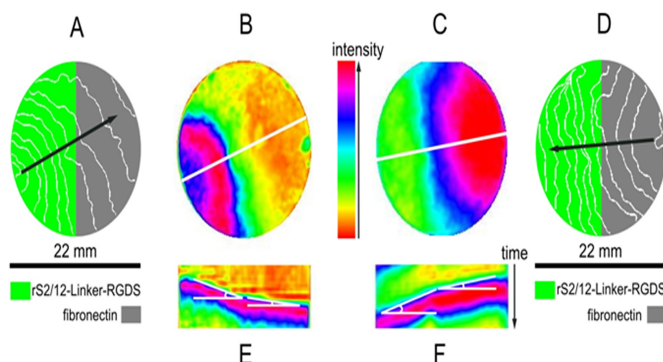 A
B
C
D
intensity
time
22 mm
22 mm
rS2/12-Linker-RGDS
fibronectin
rS2/12-Linker-RGDS
fibronectin
E
F